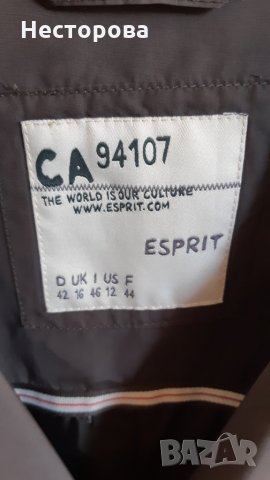 Несторова
CA 94107
THE WORLD IS OUR CULTURE
WWW.ESPRIT.COM
ESPRIT
D UK I US F
42 16 46 12 44
BAZAR